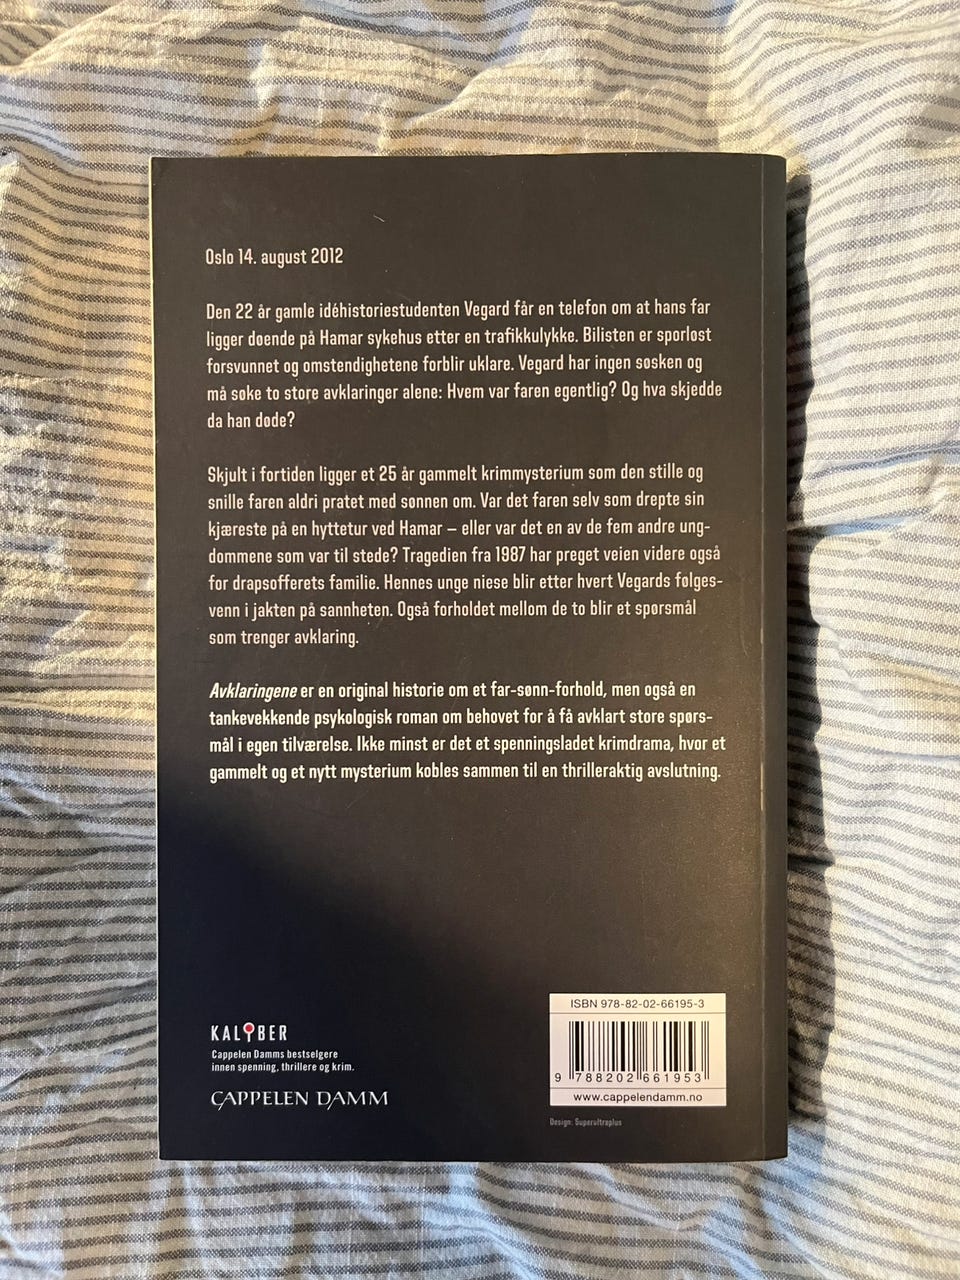 Oslo 14. august 2012
Den 22 år gamle idéhistoriestudenten Vegard får en telefon om at hans far
ligger døende på Hamar sykehus etter en trafikkulykke. Bilisten er sporløst
forsvunnet og omstendighetene forblir uklare. Vegard har ingen søsken og
må søke to store avklaringer alene: Hvem var faren egentlig? Og hva skjedde
da han døde?
Skjult i fortiden ligger et 25 år gammelt krimmysterium som den stille og
snille faren aldri pratet med sønnen om. Var det faren selv som drepte sin
kjæreste på en hyttetur ved Hamar – eller var det en av de fem andre ung-
dommene som var til stede? Tragedien fra 1987 har preget veien videre også
for drapsofferets familie. Hennes unge niese blir etter hvert Vegards følges-
venn i jakten på sannheten. Også forholdet mellom de to blir et spørsmål
som trenger avklaring.
Avklaringene er en original historie om et far-sønn-forhold, men også en
tankevekkende psykologisk roman om behovet for å få avklart store spørs-
mål i egen tilværelse. Ikke minst er det et spenningsladet krimdrama, hvor et
gammelt og et nytt mysterium kobles sammen til en thrilleraktig avslutning.
KALIBER
Cappelen Damms bestselgere
innen spenning, thrillere og krim.
CAPPELEN DAMM
ISBN 978-82-02-66195-3
9 788202 661953
www.cappelendamm.no
Design: Superultraplus